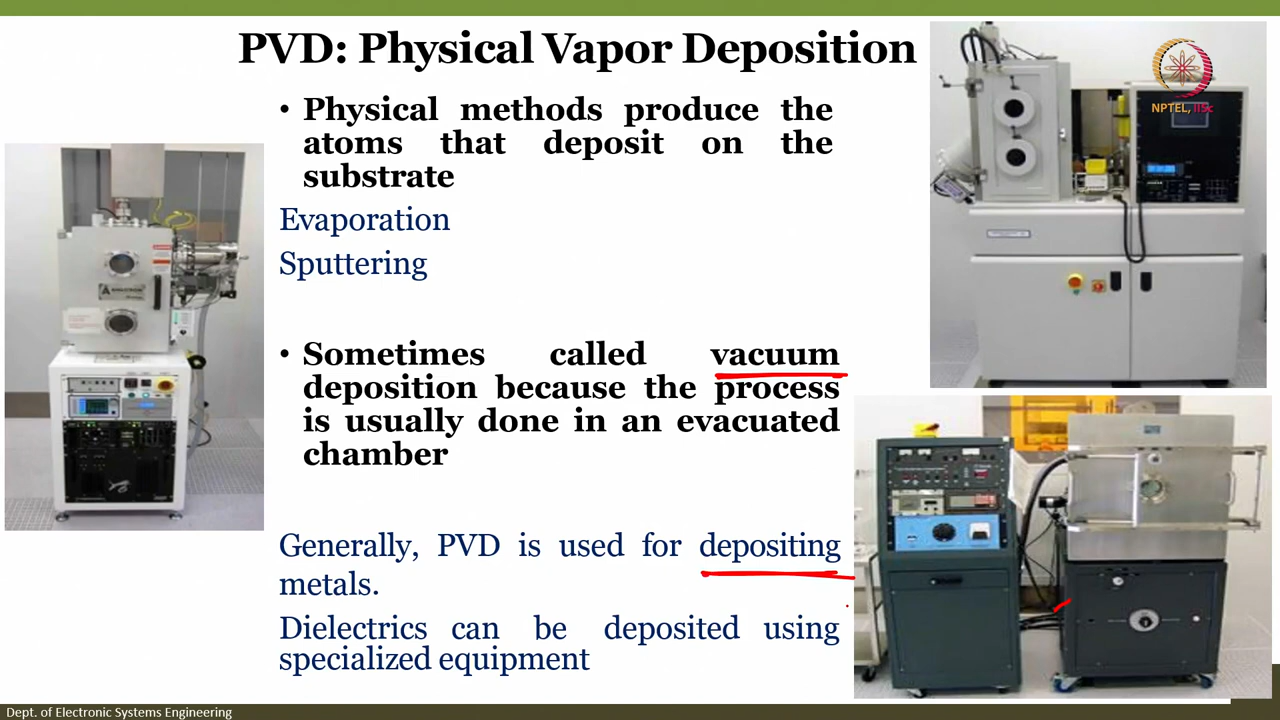 PVD: Physical Vapor Deposition
• Physical methods produce the
atoms that deposit on the
substrate
Evaporation
Sputtering
• Sometimes called vacuum
deposition because the process
is usually done in an evacuated
chamber
Generally, PVD is used for depositing
metals.
Dielectrics can be deposited using
specialized equipment
NPTEL, IISc
Dept. of Electronic Systems Engineering